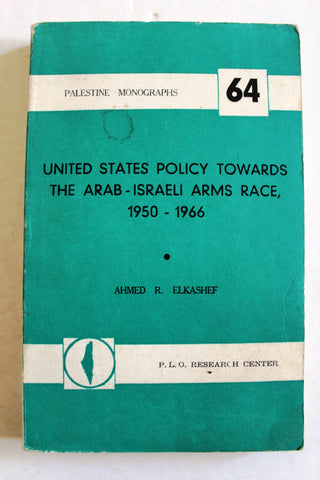 PALESTINE MONOGRAPHS
64
UNITED STATES POLICY TOWARDS
THE ARAB - ISRAELI ARMS RACE,
1950 - 1966
AHMED R. ELKASHEF
P.L.O. RESEARCH CENTER